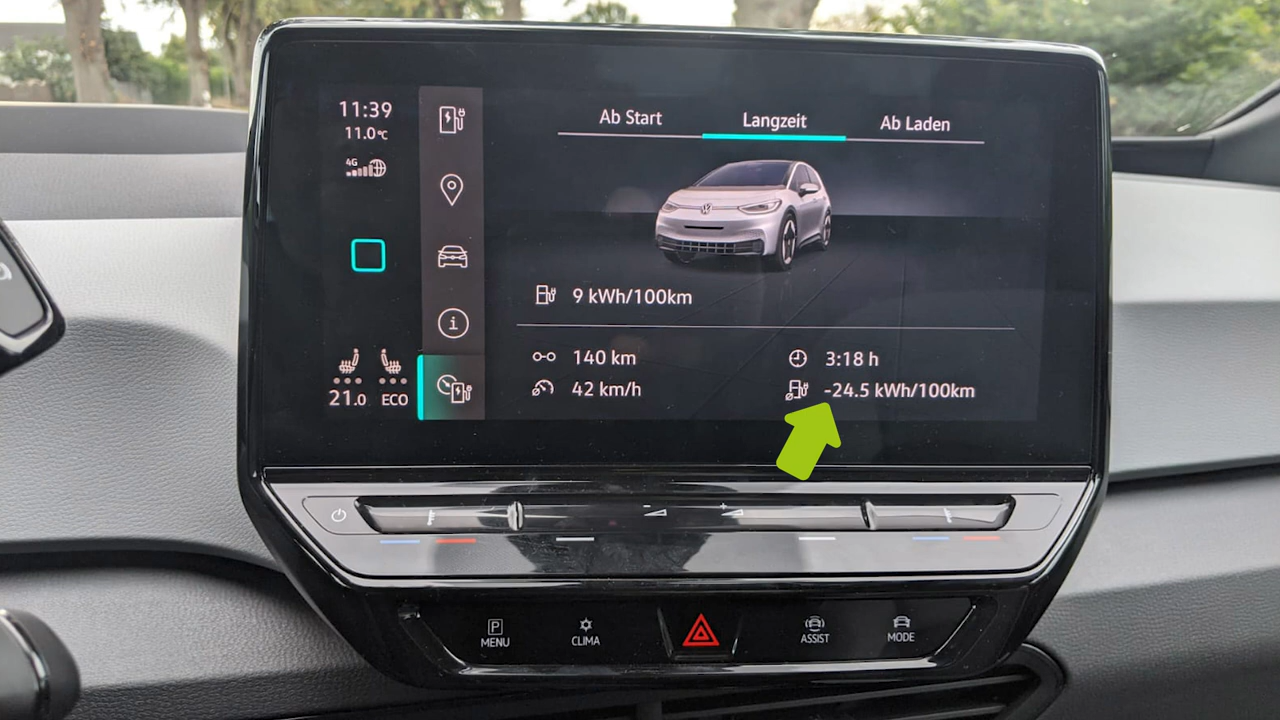 11:39
11.0°C
4G
Ab Start
Langzeit
Ab Laden
9 kWh/100km
140 km
3:18 h
42 km/h
-24.5 kWh/100km
21.0
ECO
MENU
CLIMA
ASSIST
MODE